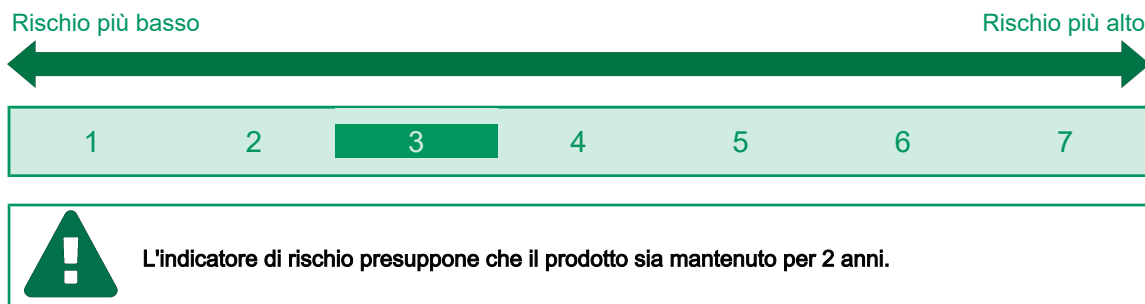 Rischio più basso Rischio più alto
1 2 3 4 5 6 7
L'indicatore di rischio presuppone che il prodotto sia mantenuto per 2 anni.